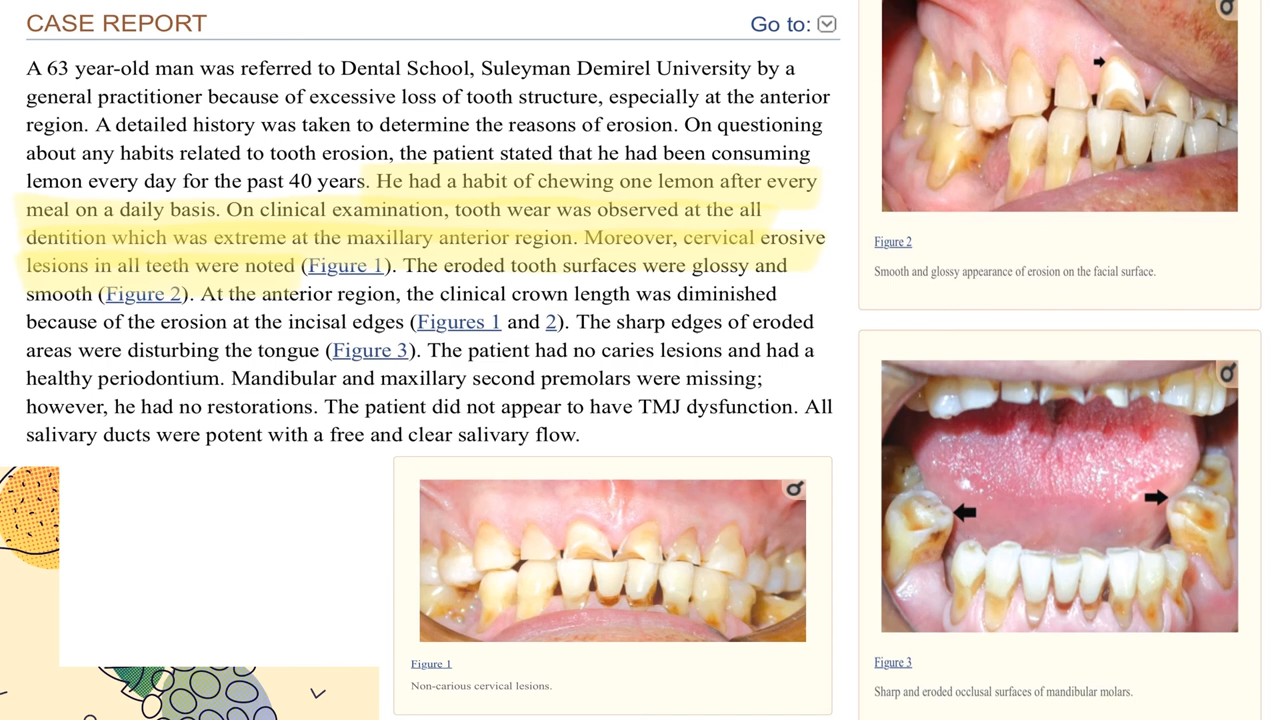 CASE REPORT
Go to:
A 63 year-old man was referred to Dental School, Suleyman Demirel University by a
general practitioner because of excessive loss of tooth structure, especially at the anterior
region. A detailed history was taken to determine the reasons of erosion. On questioning
about any habits related to tooth erosion, the patient stated that he had been consuming
lemon every day for the past 40 years. He had a habit of chewing one lemon after every
meal on a daily basis. On clinical examination, tooth wear was observed at the all
dentition which was extreme at the maxillary anterior region. Moreover, cervical erosive
lesions in all teeth were noted (Figure 1). The eroded tooth surfaces were glossy and
smooth (Figure 2). At the anterior region, the clinical crown length was diminished
because of the erosion at the incisal edges (Figures 1 and 2). The sharp edges of eroded
areas were disturbing the tongue (Figure 3). The patient had no caries lesions and had a
healthy periodontium. Mandibular and maxillary second premolars were missing;
however, he had no restorations. The patient did not appear to have TMJ dysfunction. All
salivary ducts were potent with a free and clear salivary flow.
Figure 1
Non-carious cervical lesions.
Figure 2
Smooth and glossy appearance of erosion on the facial surface.
Figure 3
Sharp and eroded occlusal surfaces of mandibular molars.